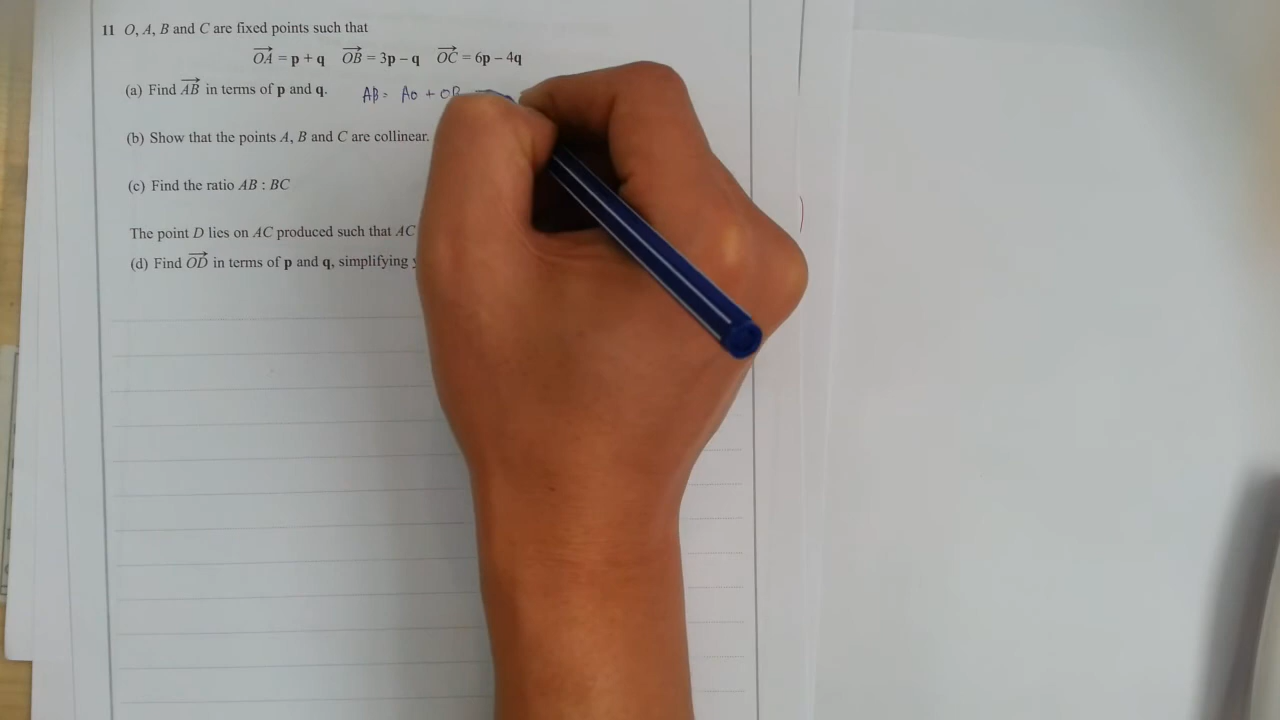 11 O, A, B and C are fixed points such that
OA = p + q OB = 3p – q OC = 6p – 4q
(a) Find AB in terms of p and q. AB = AO + OB
(b) Show that the points A, B and C are collinear.
(c) Find the ratio AB : BC
The point D lies on AC produced such that AC
(d) Find OD in terms of p and q, simplifying